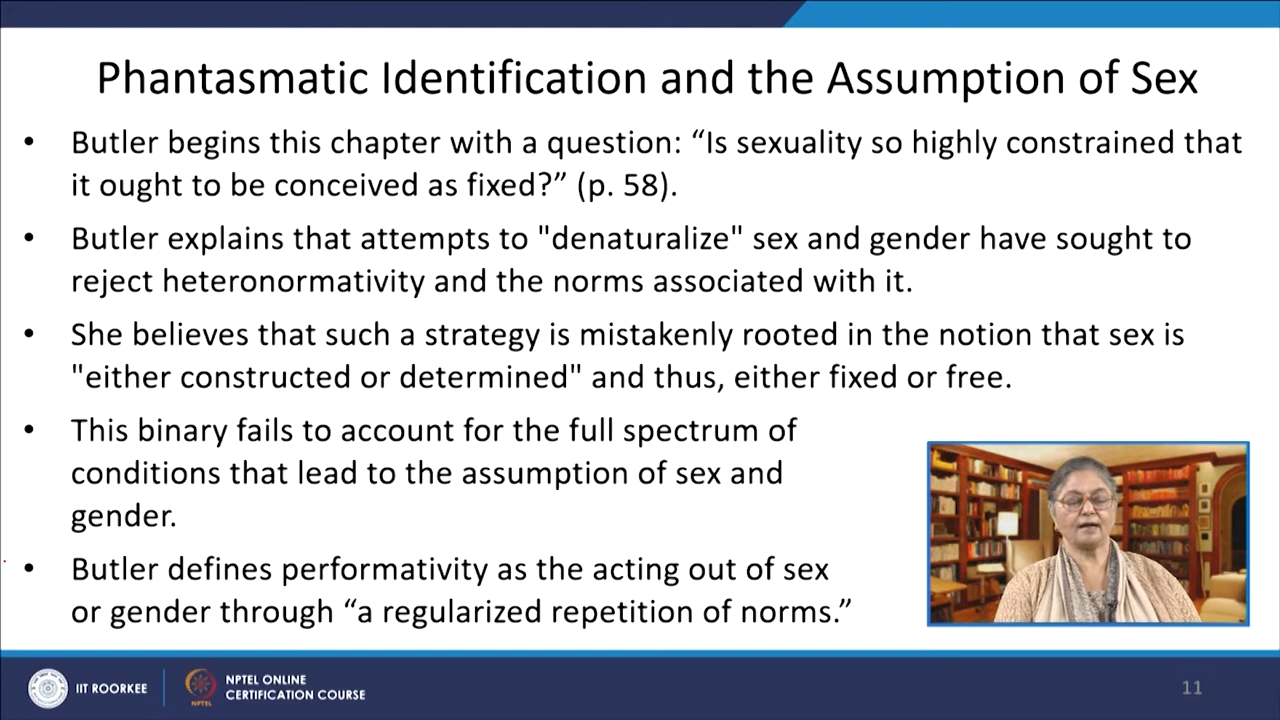 Phantasmatic Identification and the Assumption of Sex
• Butler begins this chapter with a question: “Is sexuality so highly constrained that
it ought to be conceived as fixed?” (p. 58).
• Butler explains that attempts to "denaturalize" sex and gender have sought to
reject heteronormativity and the norms associated with it.
• She believes that such a strategy is mistakenly rooted in the notion that sex is
"either constructed or determined" and thus, either fixed or free.
• This binary fails to account for the full spectrum of
conditions that lead to the assumption of sex and
gender.
• Butler defines performativity as the acting out of sex
or gender through “a regularized repetition of norms.”
IIT ROORKEE
NPTEL
NPTEL ONLINE
CERTIFICATION COURSE
11